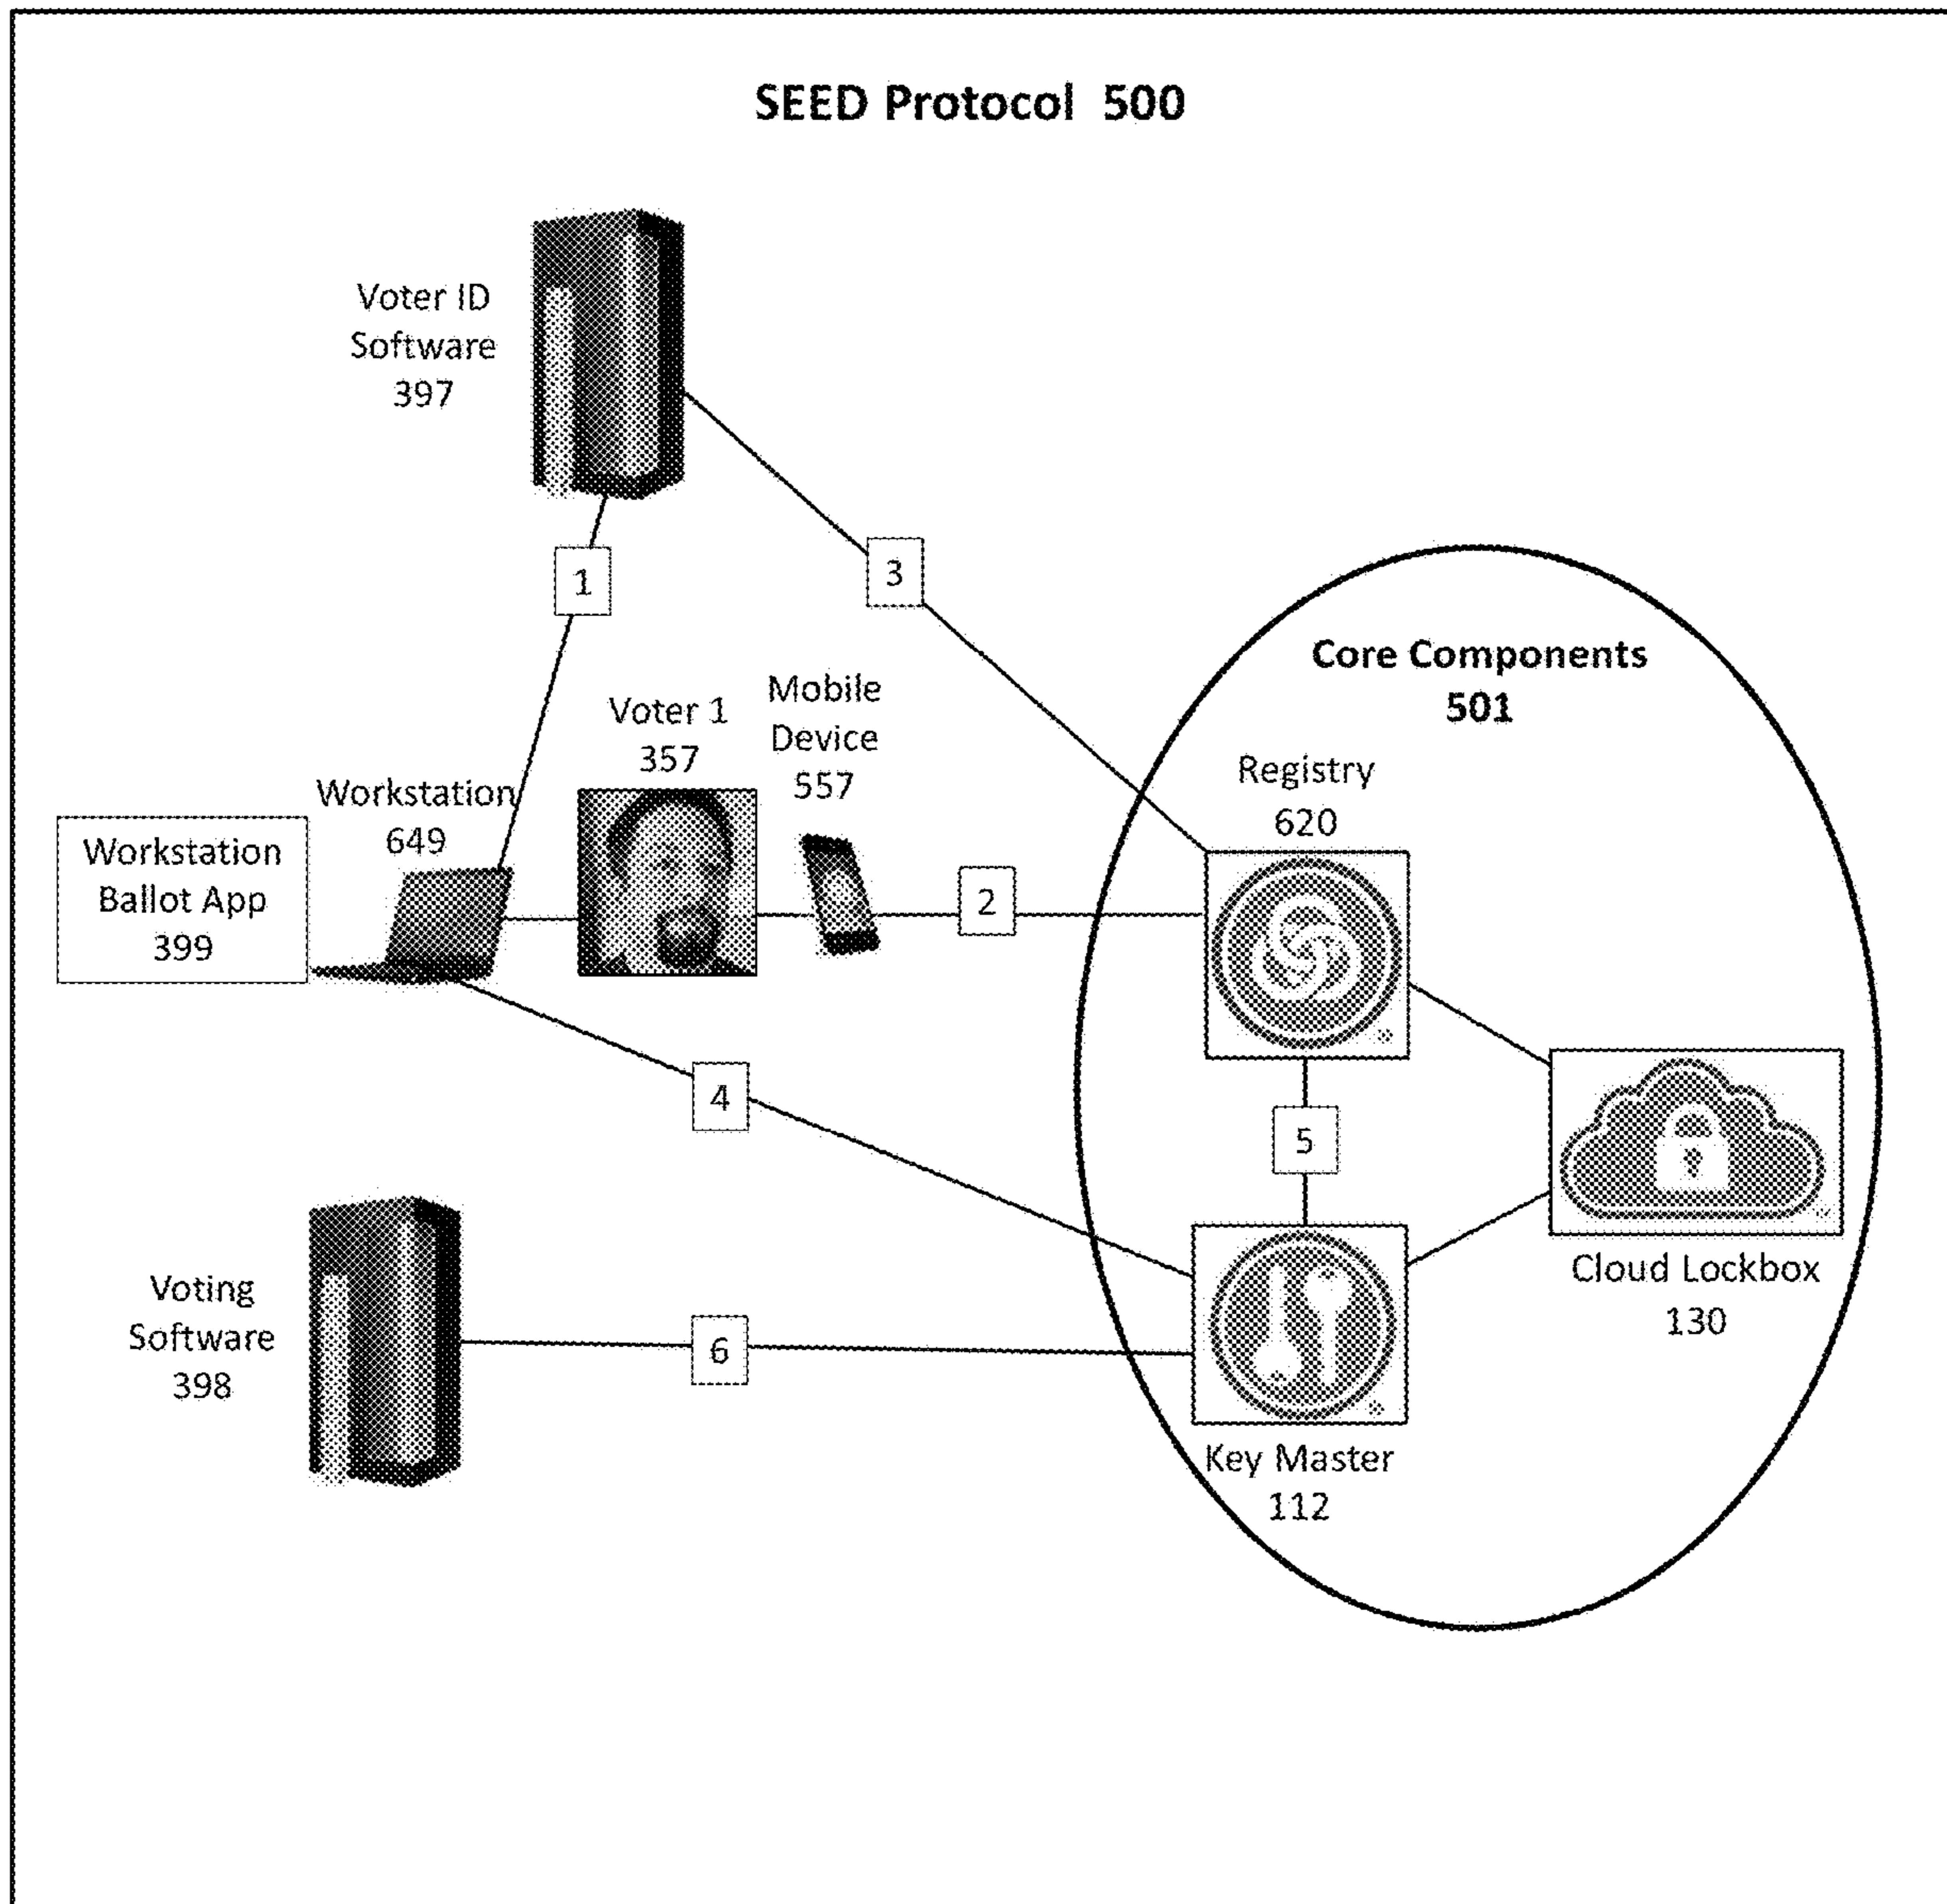 SEED Protocol 500
Voter ID
Software
397
1
3
Core Components
501
Mobile
Device
557
Voter 1
357
Workstation
649
Workstation
Ballot App
399
2
Registry
620
4
5
Cloud Lockbox
130
Voting
Software
398
6
Key Master
112